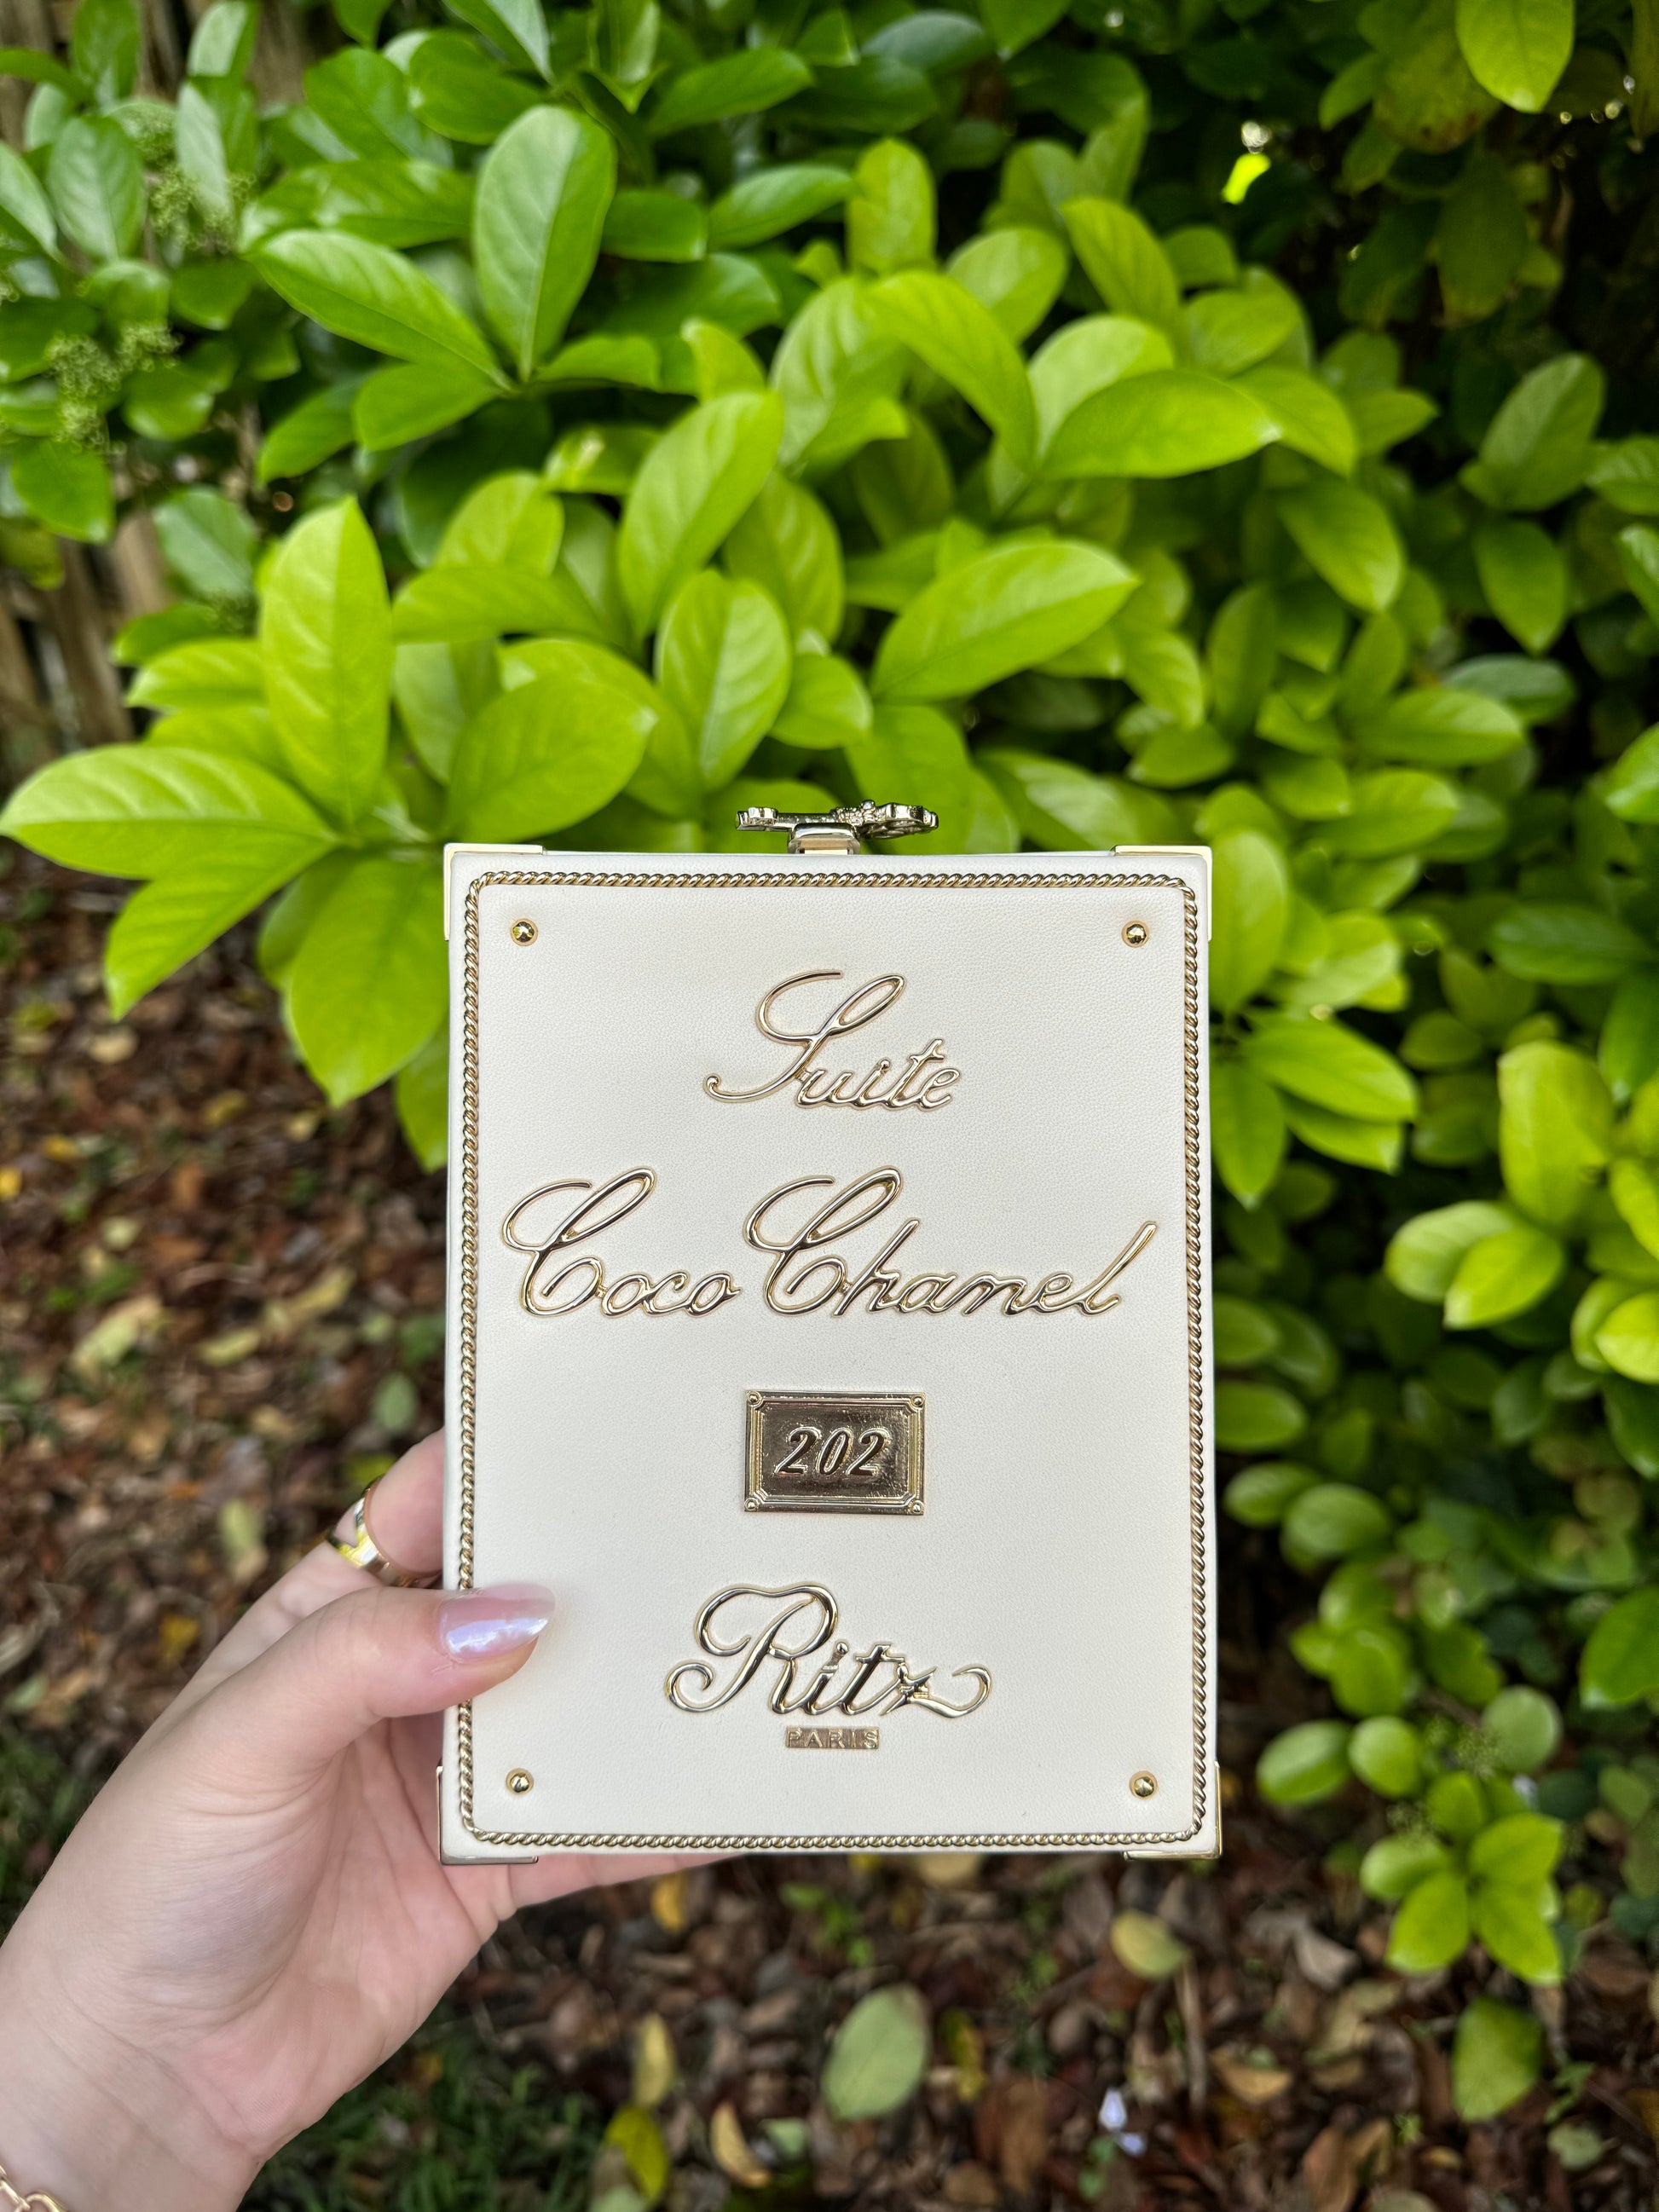 Suite
Coco Chanel
202
Ritz
PARIS